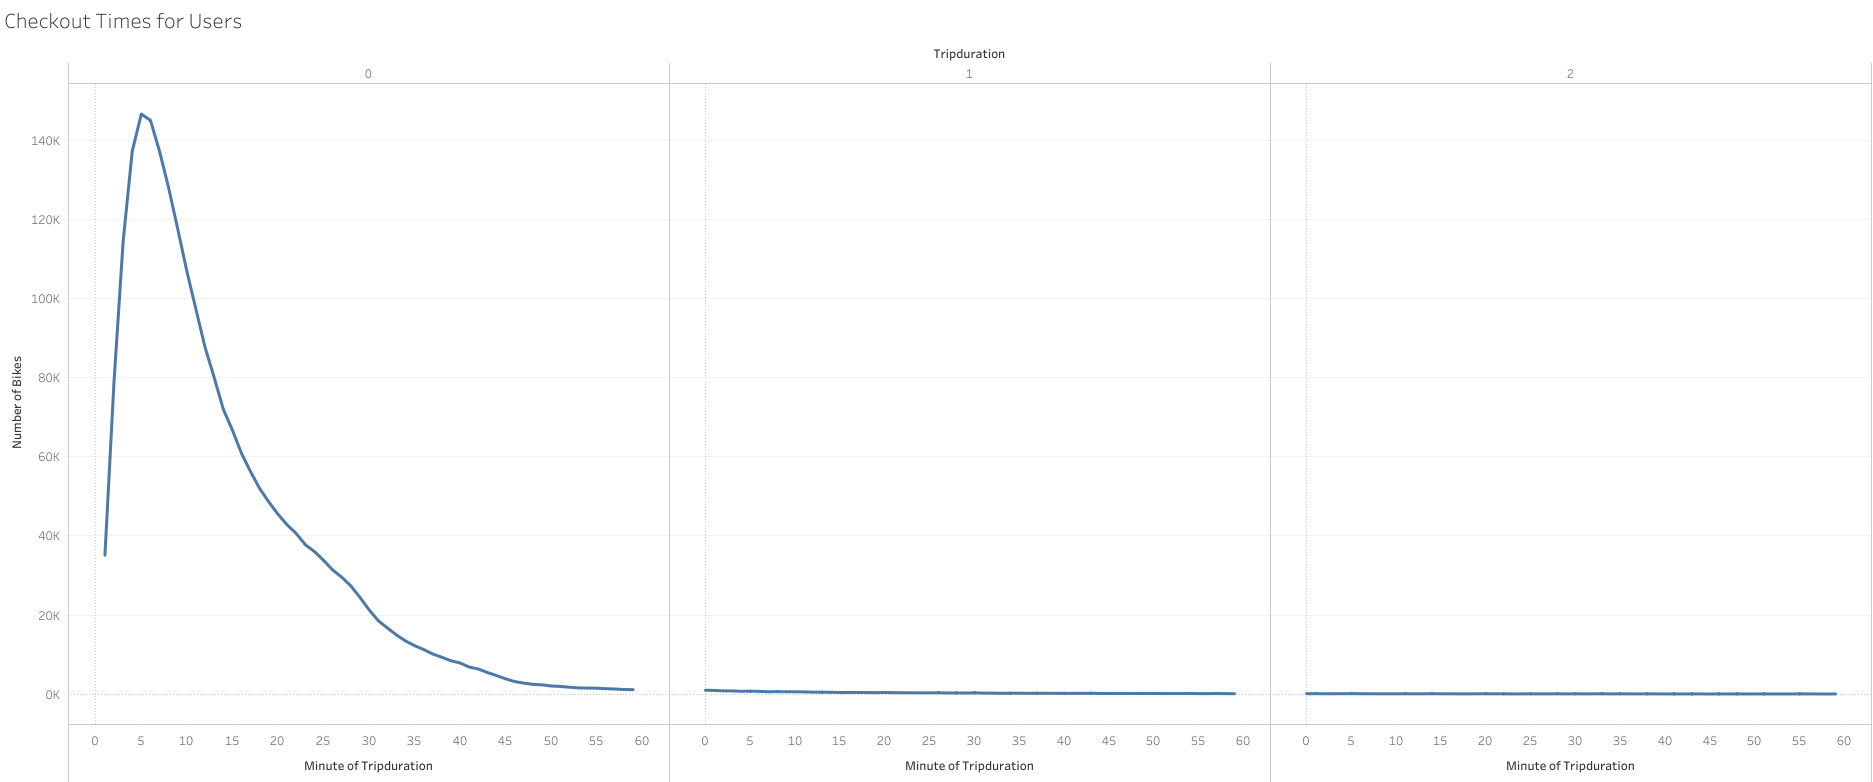 Checkout Times for Users
Tripduration
0 1 2
140K
120K
100K
80K
60K
40K
20K
0K
Number of Bikes
0 5 10 15 20 25 30 35 40 45 50 55 60 0 5 10 15 20 25 30 35 40 45 50 55 60 0 5 10 15 20 25 30 35 40 45 50 55 60
Minute of Tripduration Minute of Tripduration Minute of Tripduration